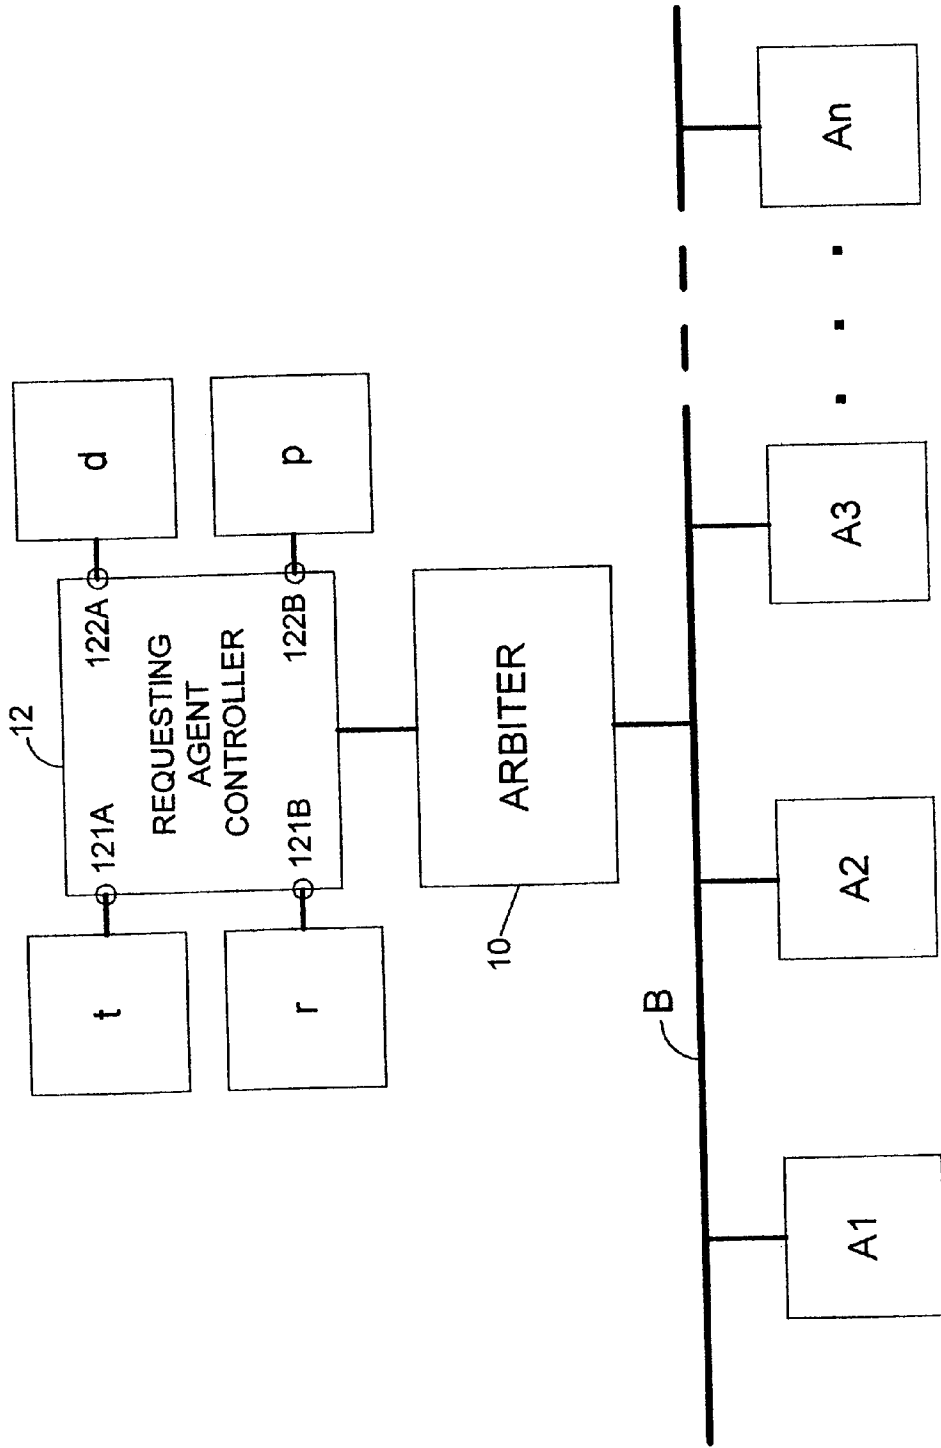 12
t
121A
122A
d
REQUESTING
AGENT
CONTROLLER
r
121B
122B
p
10
ARBITER
B
A1
A2
A3
. . .
An